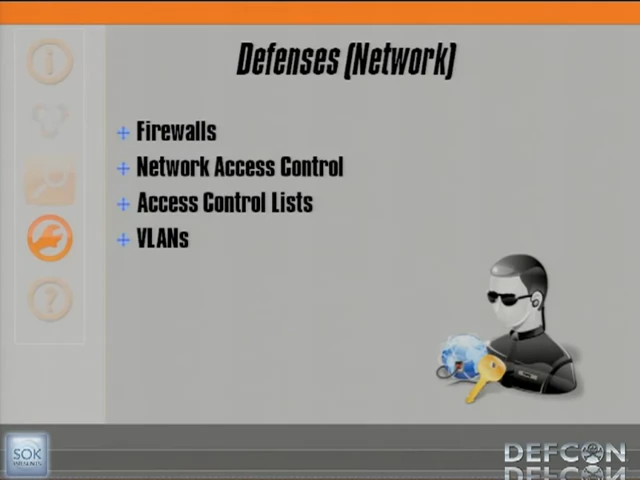 Defenses (Network)
Firewalls
Network Access Control
Access Control Lists
VLANs
SOK
DEFCON